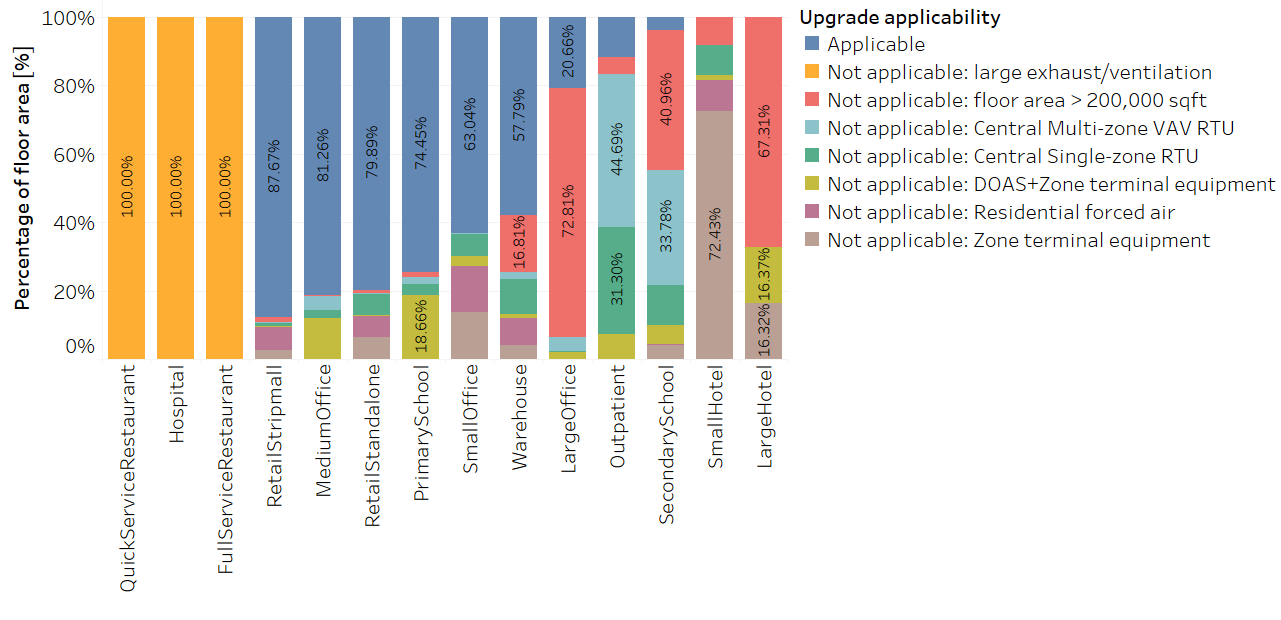 Percentage of floor area [%]
100%
80%
60%
40%
20%
0%
100.00%
100.00%
100.00%
87.67%
81.26%
79.89%
74.45%
18.66%
63.04%
57.79%
16.81%
20.66%
72.81%
44.69%
31.30%
40.96%
33.78%
72.43%
67.31%
16.37%
16.32%
QuickServiceRestaurant
Hospital
FullServiceRestaurant
RetailStripmall
MediumOffice
RetailStandalone
PrimarySchool
SmallOffice
Warehouse
LargeOffice
Outpatient
SecondarySchool
SmallHotel
LargeHotel
Upgrade applicability
Applicable
Not applicable: large exhaust/ventilation
Not applicable: floor area > 200,000 sqft
Not applicable: Central Multi-zone VAV RTU
Not applicable: Central Single-zone RTU
Not applicable: DOAS+Zone terminal equipment
Not applicable: Residential forced air
Not applicable: Zone terminal equipment